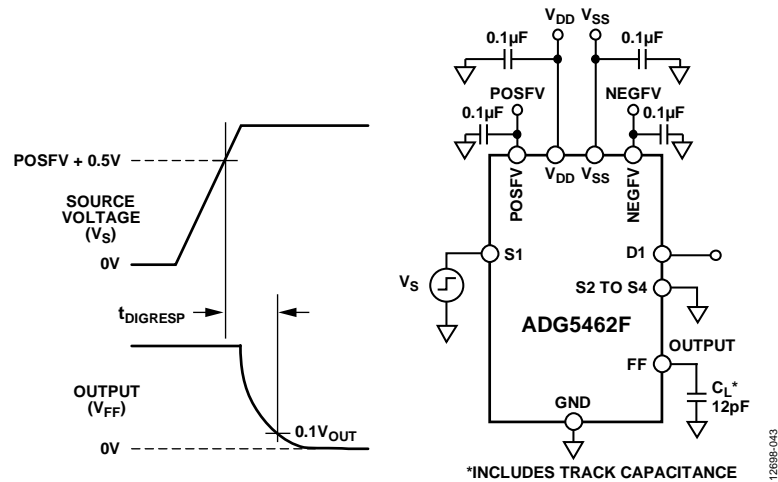 POSFV + 0.5V
SOURCE
VOLTAGE
(VS)
0V
tDIGRESP
OUTPUT
(VFF)
0.1VOUT
0V
VDD VSS
0.1µF
0.1µF
POSFV
NEGFV
0.1µF
0.1µF
POSFV
VDD
VSS
NEGFV
S1
D1
VS
S2 TO S4
ADG5462F
OUTPUT
FF
CL*
12pF
GND
*INCLUDES TRACK CAPACITANCE
12698-043